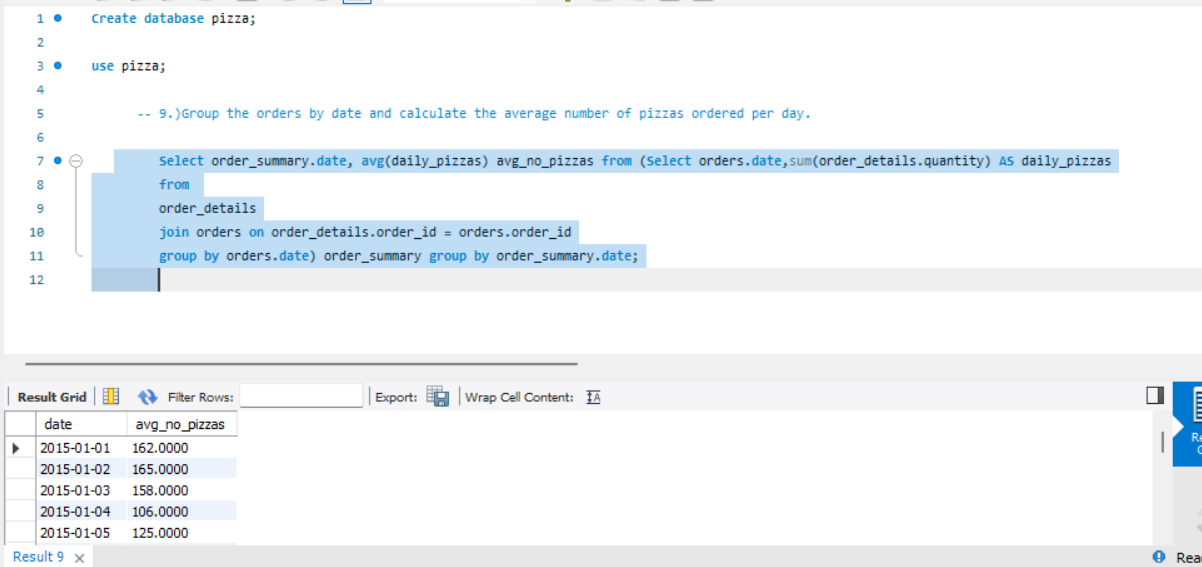 1 Create database pizza;
2
3 use pizza;
4
5 -- 9.)Group the orders by date and calculate the average number of pizzas ordered per day.
6
7 Select order_summary.date, avg(daily_pizzas) avg_no_pizzas from (Select orders.date,sum(order_details.quantity) AS daily_pizzas
8 from
9 order_details
10 join orders on order_details.order_id = orders.order_id
11 group by orders.date) order_summary group by order_summary.date;
12
Result Grid Filter Rows: Export: Wrap Cell Content:
date avg_no_pizzas
2015-01-01 162.0000
2015-01-02 165.0000
2015-01-03 158.0000
2015-01-04 106.0000
2015-01-05 125.0000
Result 9